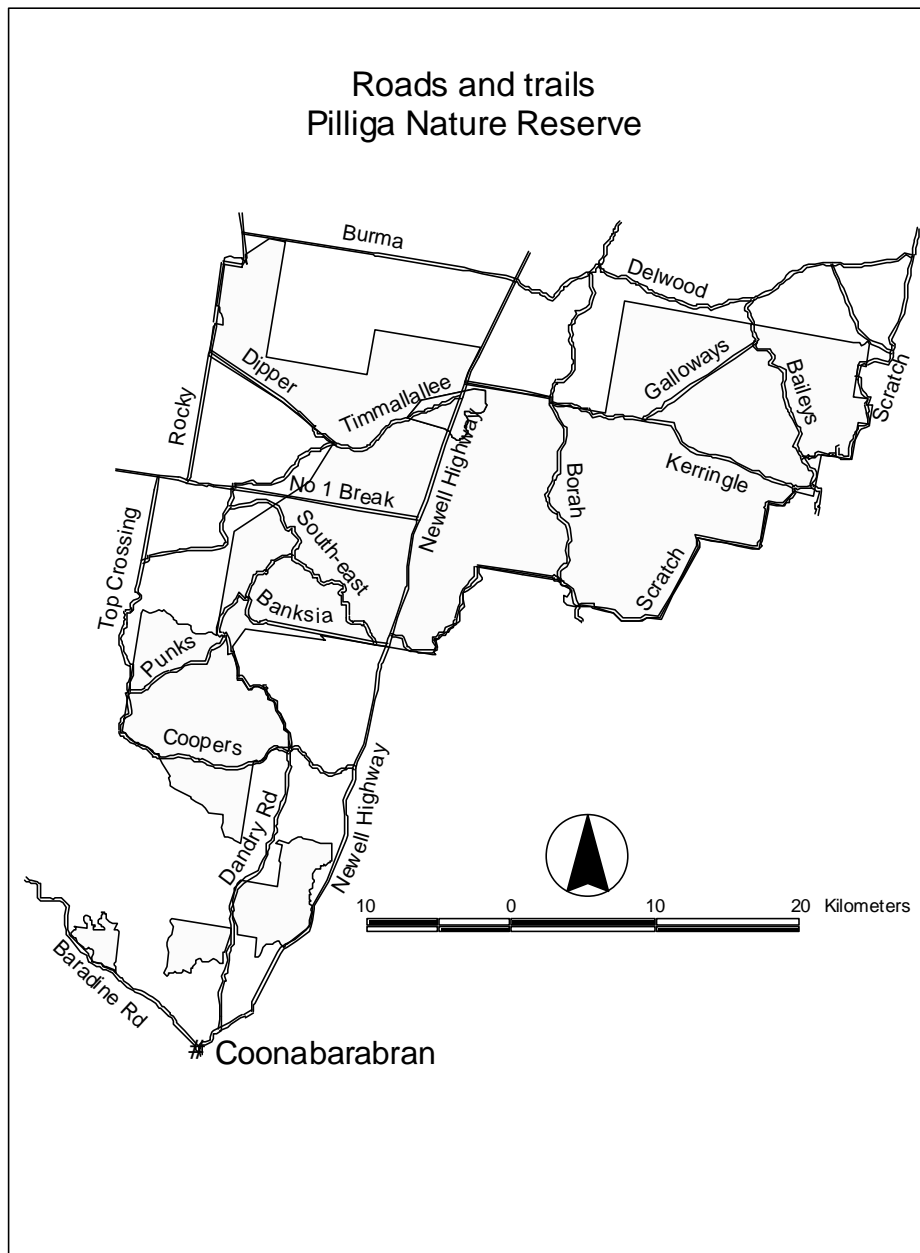 Roads and trails
Pilliga Nature Reserve
Burma
Delwood
Dipper
Timmallallee
Galloways
Baileys
Scratch
Rocky
No 1 Break
Newell Highway
Borah
Kerringle
South-east
Top Crossing
Banksia
Scratch
Punks
Coopers
Dandry Rd
Newell Highway
10 0 10 20 Kilometers
Baradine Rd
# Coonabarabran